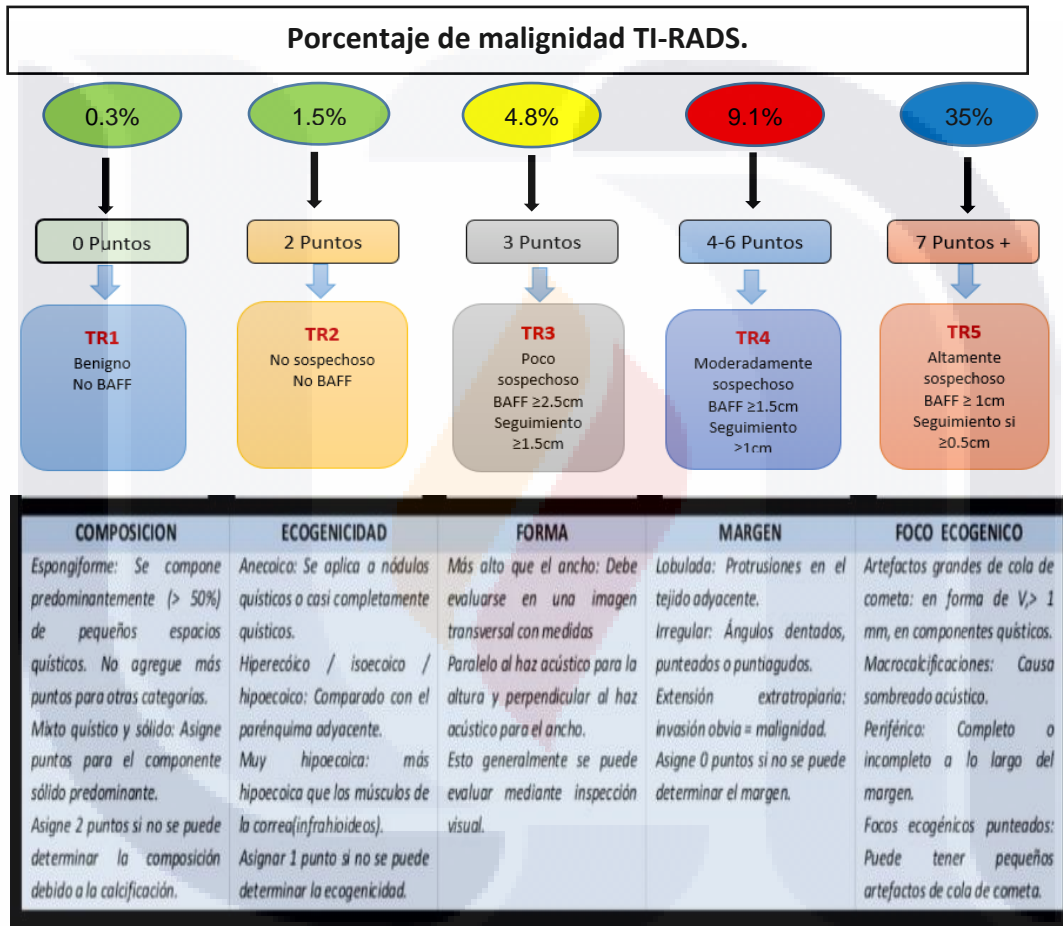 Porcentaje de malignidad TI-RADS.
0.3%
1.5%
4.8%
9.1%
35%
0 Puntos
2 Puntos
3 Puntos
4-6 Puntos
7 Puntos +
TR1
Benigno
No BAFF
TR2
No sospechoso
No BAFF
TR3
Poco
sospechoso
BAFF ≥2.5cm
Seguimiento
≥1.5cm
TR4
Moderadamente
sospechoso
BAFF ≥1.5cm
Seguimiento
≥1cm
TR5
Altamente
sospechoso
BAFF ≥ 1cm
Seguimiento si
≥0.5cm
COMPOSICION
Espongiforme: Se compone
predominantemente (> 50%)
de pequeños espacios
quísticos. No agregue más
puntos para otras categorías.
Mixto quístico y sólido: Asigne
puntos para el componente
sólido predominante.
Asigne 2 puntos si no se puede
determinar la composición
debido a la calcificación.
ECOGENICIDAD
Anecoico: Se aplica a nódulos
quísticos o casi completamente
quísticos.
Hiperecóico / isoecoico /
hipoecoico: Comparado con el
parénquima adyacente.
Muy hipoecoica: más
hipoecoica que los músculos de
la correa(infrahioideos).
Asignar 1 punto si no se puede
determinar la ecogenicidad.
FORMA
Más alto que el ancho: Debe
evaluarse en una imagen
transversal con medidas
Paralelo al haz acústico para la
altura y perpendicular al haz
acústico para el ancho.
Esto generalmente se puede
evaluar mediante inspección
visual.
MARGEN
Lobulada: Protrusiones en el
tejido adyacente.
Irregular: Ángulos dentados,
punteados o puntiagudos.
Extensión extratropiaria:
invasión obvia = malignidad.
Asigne 0 puntos si no se puede
determinar el margen.
FOCO ECOGENICO
Artefactos grandes de cola de
cometa: en forma de V,> 1
mm, en componentes quísticos.
Macrocalcificaciones: Causa
sombreado acústico.
Periférico: Completo o
incompleto a lo largo del
margen.
Focos ecogénicos punteados:
Puede tener pequeños
artefactos de cola de cometa.